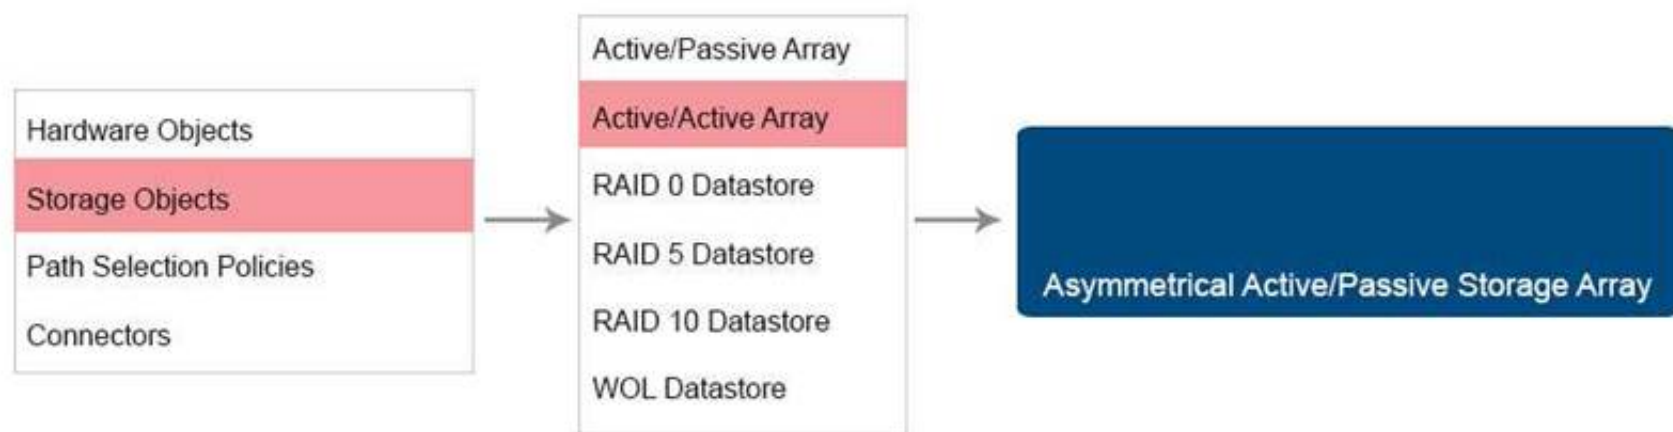 Hardware Objects
Storage Objects
Path Selection Policies
Connectors
Active/Passive Array
Active/Active Array
RAID 0 Datastore
RAID 5 Datastore
RAID 10 Datastore
WOL Datastore
Asymmetrical Active/Passive Storage Array